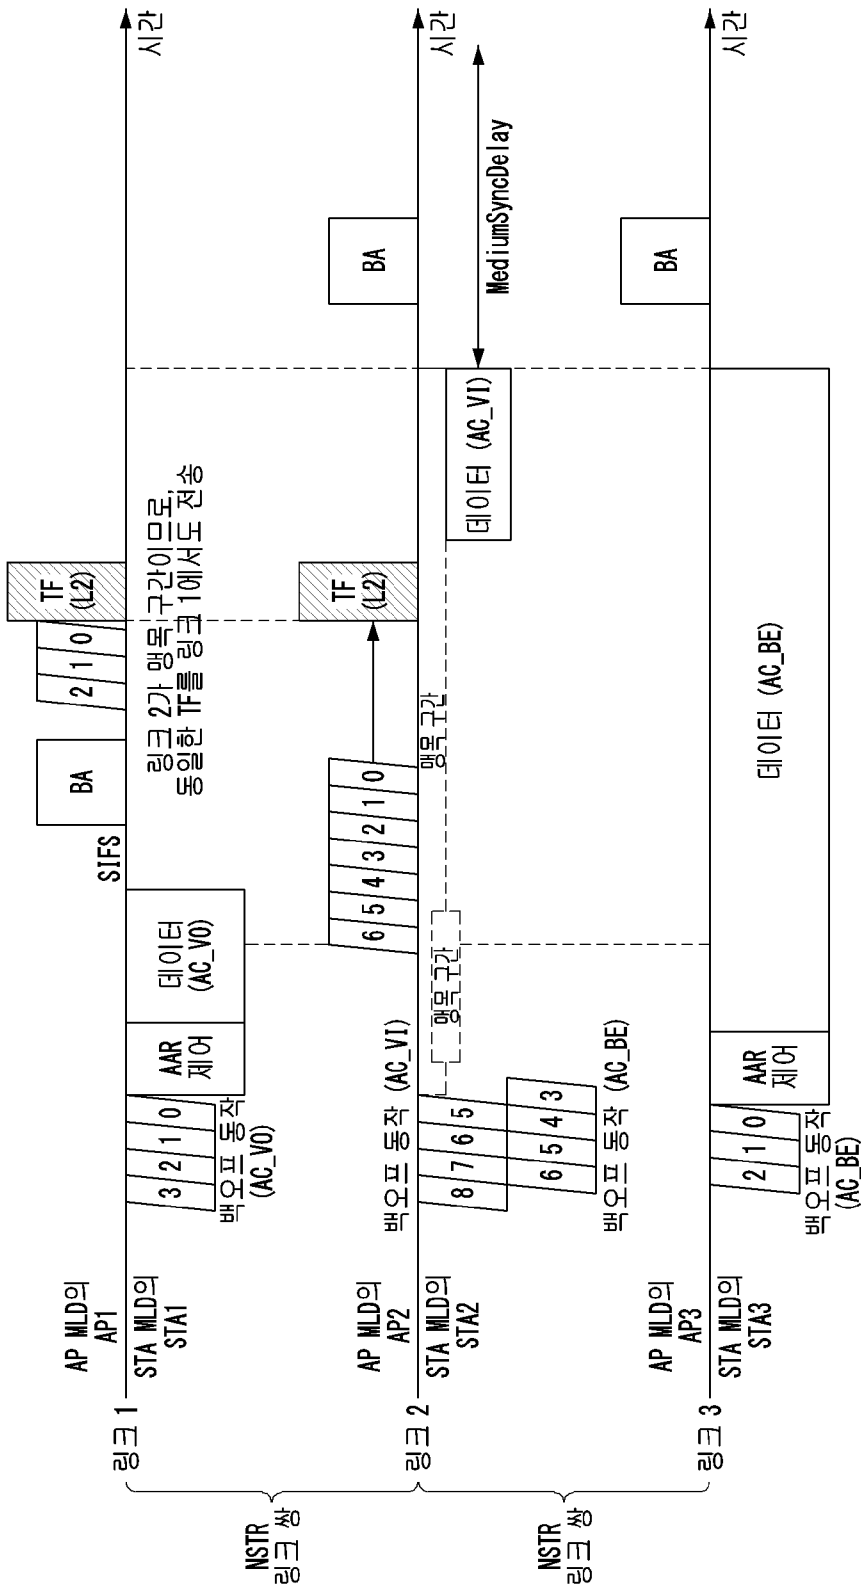 NSTR
링크 쌍
NSTR
링크 쌍
링크 1
AP MLD의
AP1
STA MLD의
STA1
3 2 1 0
백오프 동작
(AC_VO)
AAR
제어
데이터
(AC_VO)
SIFS
BA
2 1 0
TF
(L2)
링크 2가 맹목 구간이므로,
동일한 TF를 링크 1에서도 전송
시간
링크 2
AP MLD의
AP2
STA MLD의
STA2
백오프 동작 (AC_VI)
8 7 6 5
6 5 4 3
백오프 동작 (AC_BE)
맹목 구간
6 5 4 3 2 1 0
맹목 구간
TF
(L2)
데이터 (AC_VI)
BA
MediumSyncDelay
시간
링크 3
AP MLD의
AP3
STA MLD의
STA3
2 1 0
백오프 동작
(AC_BE)
AAR
제어
데이터 (AC_BE)
BA
시간